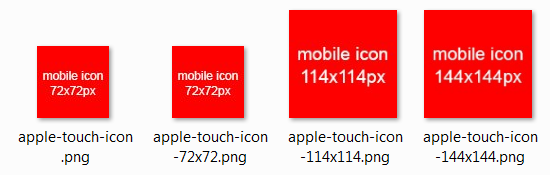 mobile icon
72x72px
apple-touch-icon
.png
mobile icon
72x72px
apple-touch-icon
-72x72.png
mobile icon
114x114px
apple-touch-icon
-114x114.png
mobile icon
144x144px
apple-touch-icon
-144x144.png